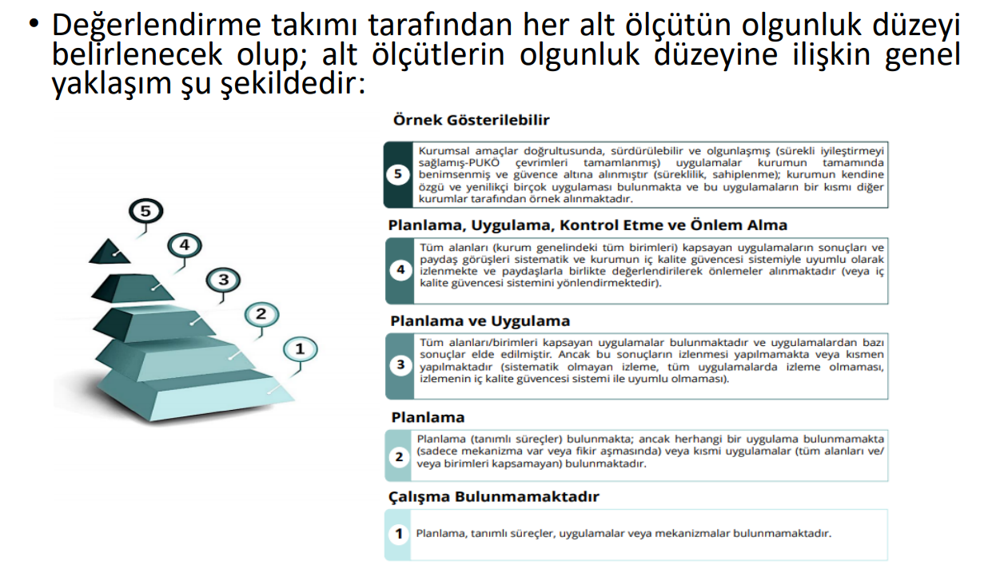 • Değerlendirme takımı tarafından her alt ölçütün olgunluk düzeyi
belirlenecek olup; alt ölçütlerin olgunluk düzeyine ilişkin genel
yaklaşım şu şekildedir:
5
4
3
2
1
Örnek Gösterilebilir
5
Kurumsal amaçlar doğrultusunda, sürdürülebilir ve olgunlaşmış (sürekli iyileştirmeyi
sağlamış-PUKÖ çevrimleri tamamlanmış) uygulamalar kurumun tamamında
benimsenmiş ve güvence altına alınmıştır (süreklilik, sahiplenme); kurumun kendine
özgü ve yenilikçi birçok uygulaması bulunmakta ve bu uygulamaların bir kısmı diğer
kurumlar tarafından örnek alınmaktadır.
Planlama, Uygulama, Kontrol Etme ve Önlem Alma
4
Tüm alanları (kurum genelindeki tüm birimleri) kapsayan uygulamaların sonuçları ve
paydaş görüşleri sistematik ve kurumun iç kalite güvencesi sistemiyle uyumlu olarak
izlenmekte ve paydaşlarla birlikte değerlendirilerek önlemeler alınmaktadır (veya iç
kalite güvencesi sistemini yönlendirmektedir).
Planlama ve Uygulama
3
Tüm alanları/birimleri kapsayan uygulamalar bulunmaktadır ve uygulamalardan bazı
sonuçlar elde edilmiştir. Ancak bu sonuçların izlenmesi yapılmamakta veya kısmen
yapılmaktadır (sistematik olmayan izleme, tüm uygulamalarda izleme olmaması,
izlemenin iç kalite güvencesi sistemi ile uyumlu olmaması).
Planlama
2
Planlama (tanımlı süreçler) bulunmakta; ancak herhangi bir uygulama bulunmamakta
(sadece mekanizma var veya fikir aşmasında) veya kısmi uygulamalar (tüm alanları ve/
veya birimleri kapsamayan) bulunmaktadır.
Çalışma Bulunmamaktadır
1
Planlama, tanımlı süreçler, uygulamalar veya mekanizmalar bulunmamaktadır.